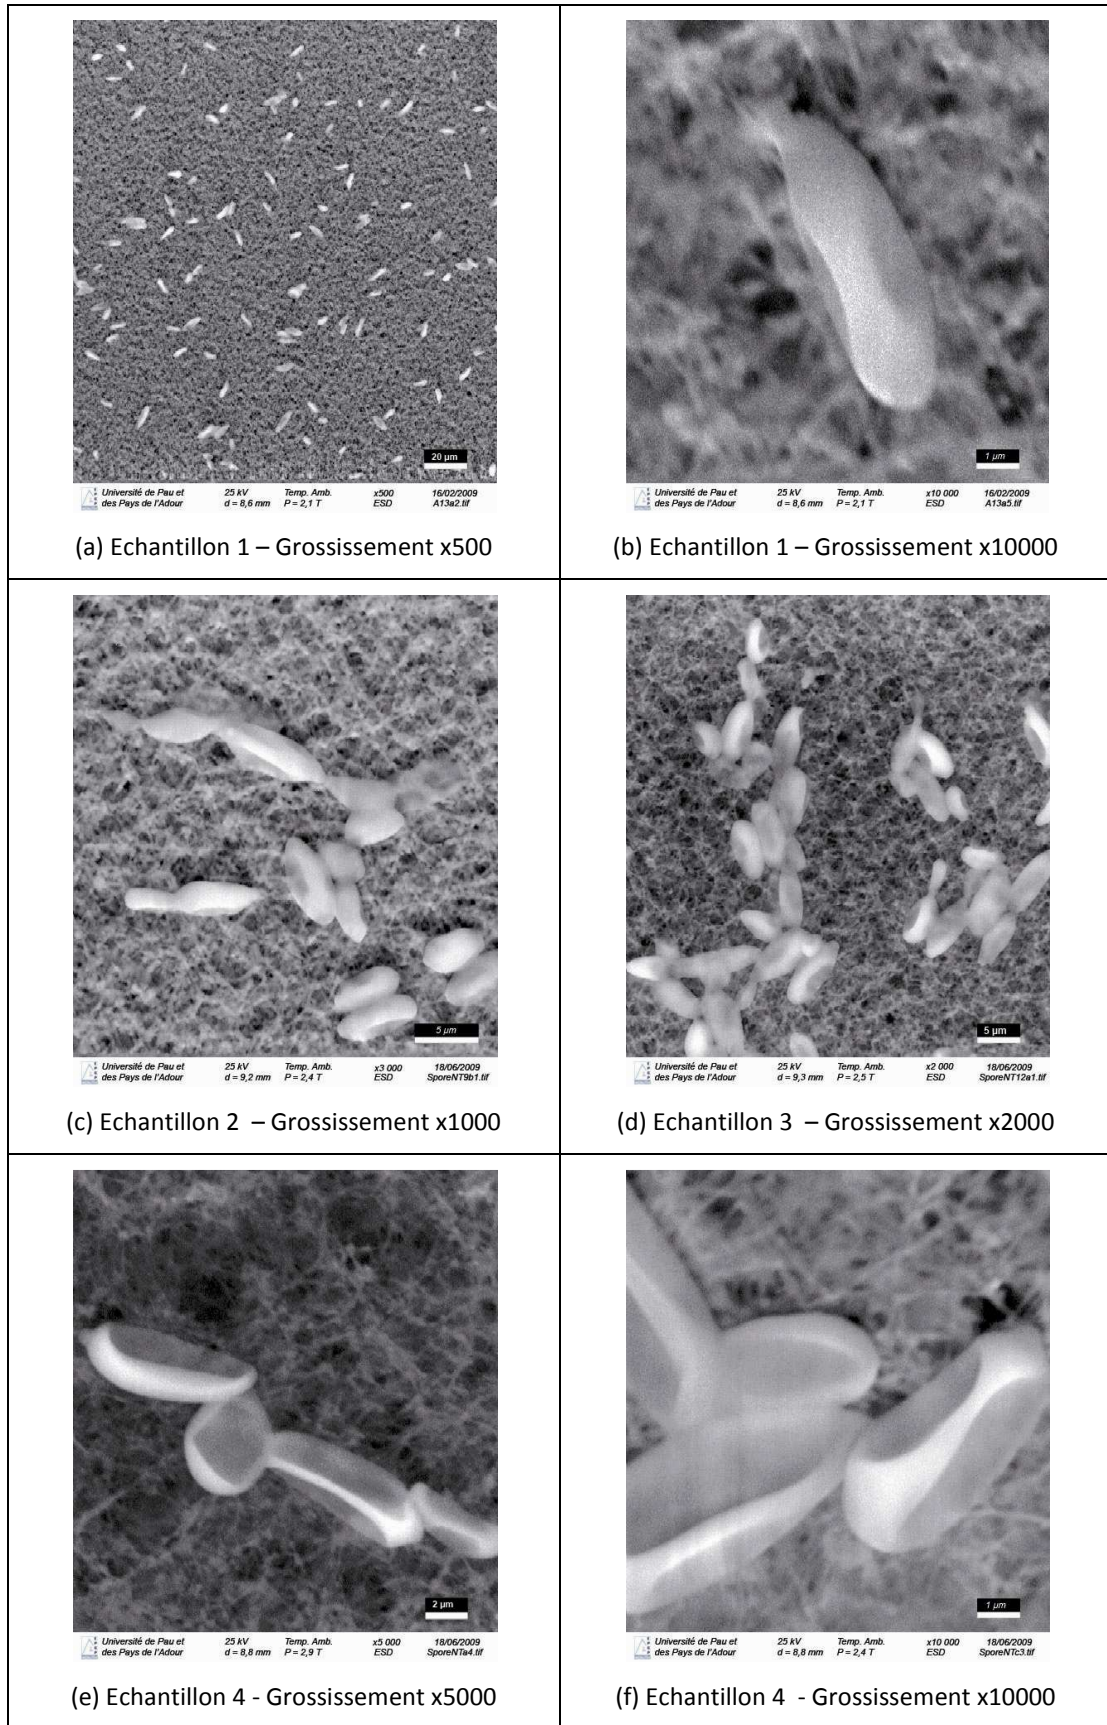 20 µm
Université de Pau et 25 kV Temp. Amb. x500 16/02/2009
des Pays de l'Adour d = 8,6 mm P = 2,1 T ESD A13a2.tif
(a) Echantillon 1 – Grossissement x500
1 µm
Université de Pau et 25 kV Temp. Amb. x10 000 16/02/2009
des Pays de l'Adour d = 8,6 mm P = 2,1 T ESD A13a5.tif
(b) Echantillon 1 – Grossissement x10000
5 µm
Université de Pau et 25 kV Temp. Amb. x3 000 18/06/2009
des Pays de l'Adour d = 9,2 mm P = 2,4 T ESD SporeNT9b1.tif
(c) Echantillon 2 – Grossissement x1000
5 µm
Université de Pau et 25 kV Temp. Amb. x2 000 18/06/2009
des Pays de l'Adour d = 9,3 mm P = 2,5 T ESD SporeNT12a1.tif
(d) Echantillon 3 – Grossissement x2000
2 µm
Université de Pau et 25 kV Temp. Amb. x5 000 18/06/2009
des Pays de l'Adour d = 8,8 mm P = 2,9 T ESD SporeNTa4.tif
(e) Echantillon 4 - Grossissement x5000
1 µm
Université de Pau et 25 kV Temp. Amb. x10 000 18/06/2009
des Pays de l'Adour d = 8,8 mm P = 2,4 T ESD SporeNTc3.tif
(f) Echantillon 4 - Grossissement x10000